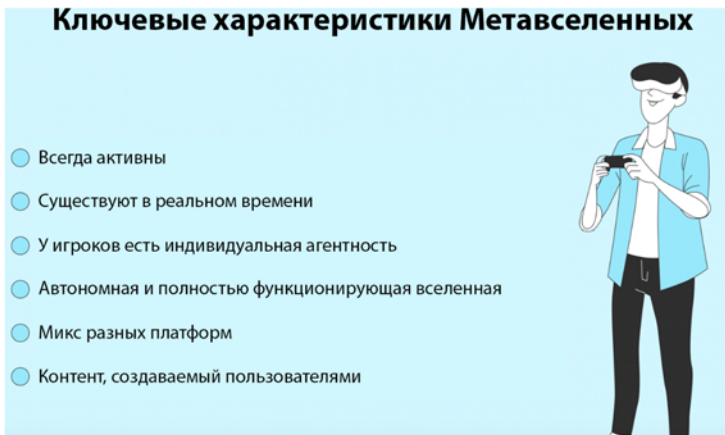 Ключевые характеристики Метавселенных
Всегда активны
Существуют в реальном времени
У игроков есть индивидуальная агентность
Автономная и полностью функционирующая вселенная
Микс разных платформ
Контент, создаваемый пользователями